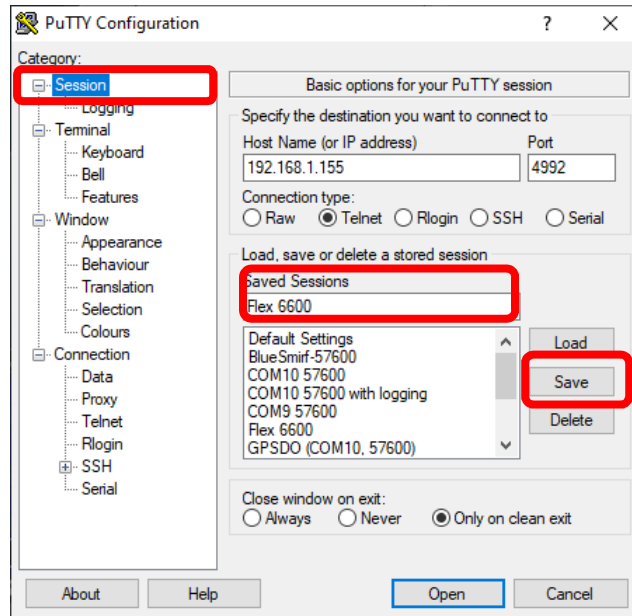 PuTTY Configuration
?
Category:
Session
Logging
Terminal
Keyboard
Bell
Features
Window
Appearance
Behaviour
Translation
Selection
Colours
Connection
Data
Proxy
Telnet
Rlogin
SSH
Serial
Basic options for your PuTTY session
Specify the destination you want to connect to
Host Name (or IP address) Port
192.168.1.155 4992
Connection type:
Raw Telnet Rlogin SSH Serial
Load, save or delete a stored session
Saved Sessions
Flex 6600
Default Settings
BlueSmirf-57600
COM10 57600
COM10 57600 with logging
COM9 57600
Flex 6600
GPSDO (COM10, 57600)
Load
Save
Delete
Close window on exit:
Always Never Only on clean exit
About Help Open Cancel